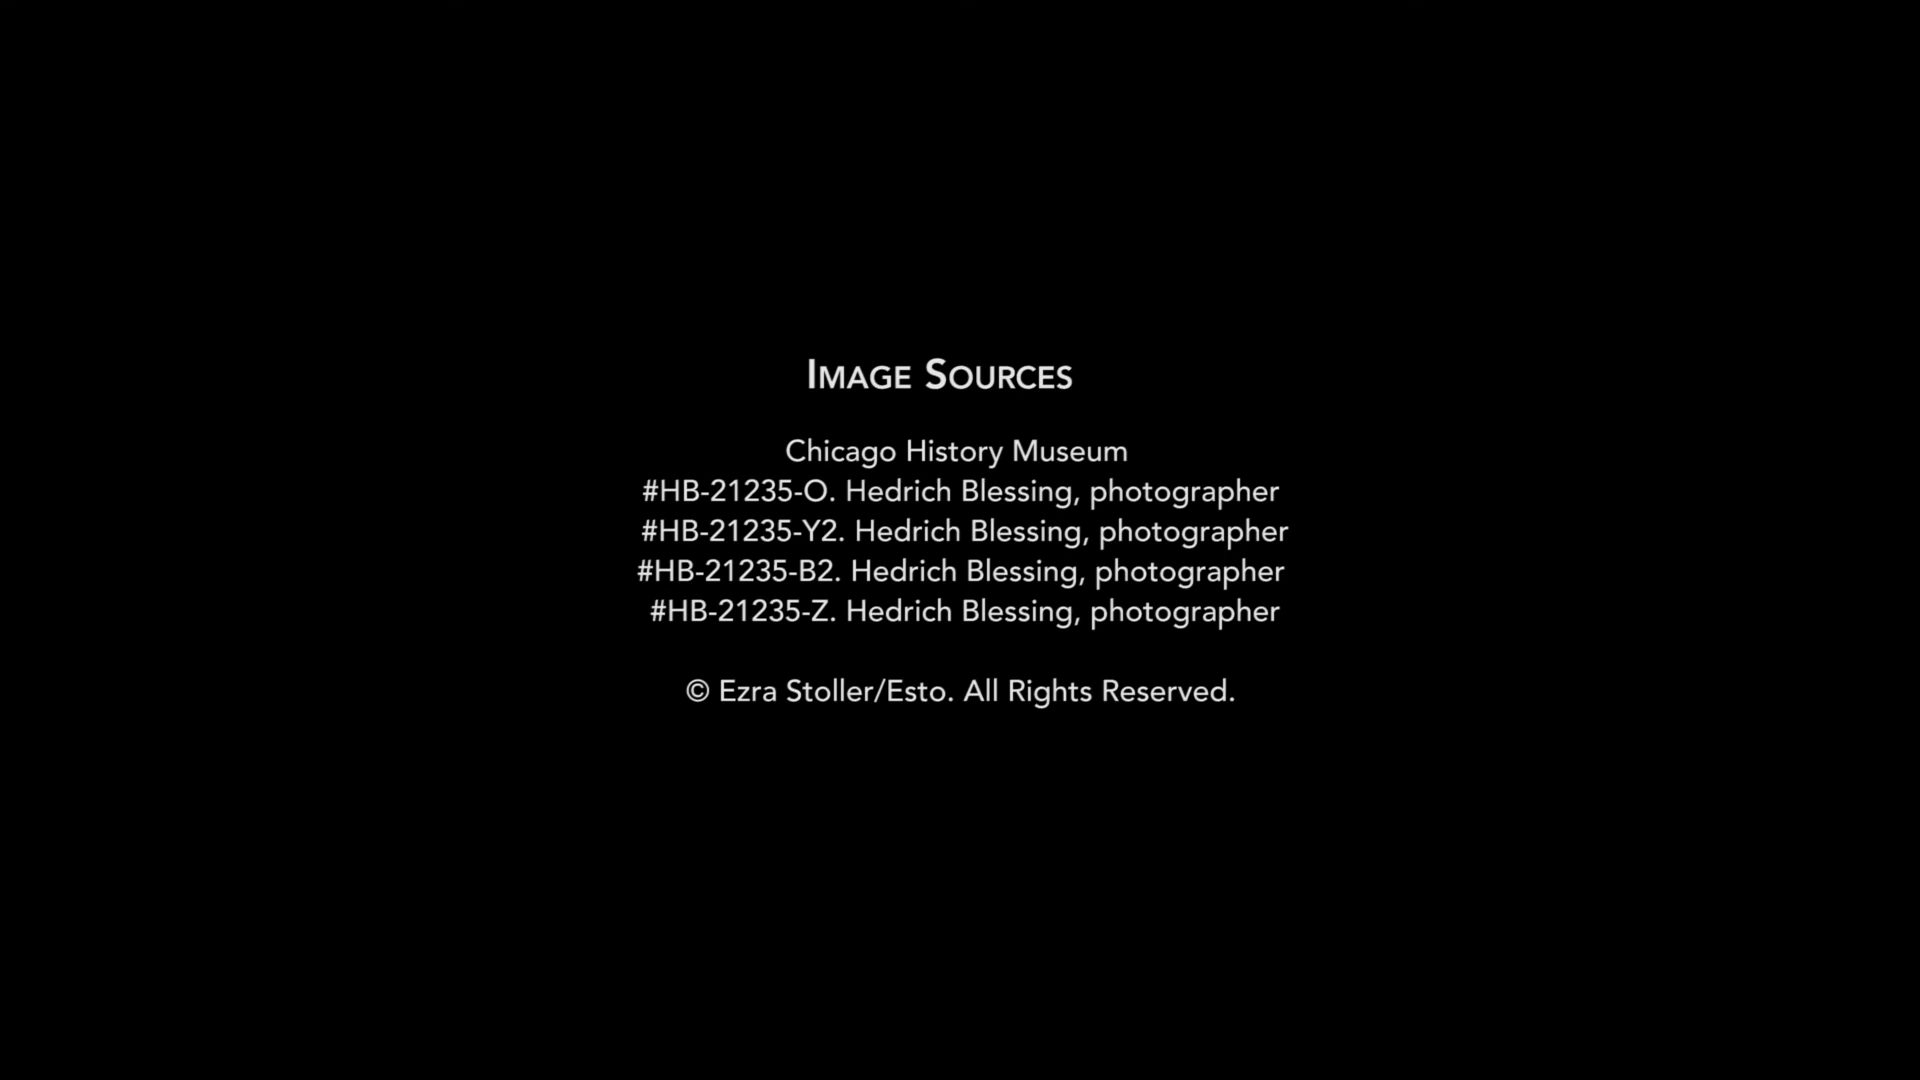 Image Sources
Chicago History Museum
#HB-21235-O. Hedrich Blessing, photographer
#HB-21235-Y2. Hedrich Blessing, photographer
#HB-21235-B2. Hedrich Blessing, photographer
#HB-21235-Z. Hedrich Blessing, photographer
© Ezra Stoller/Esto. All Rights Reserved.